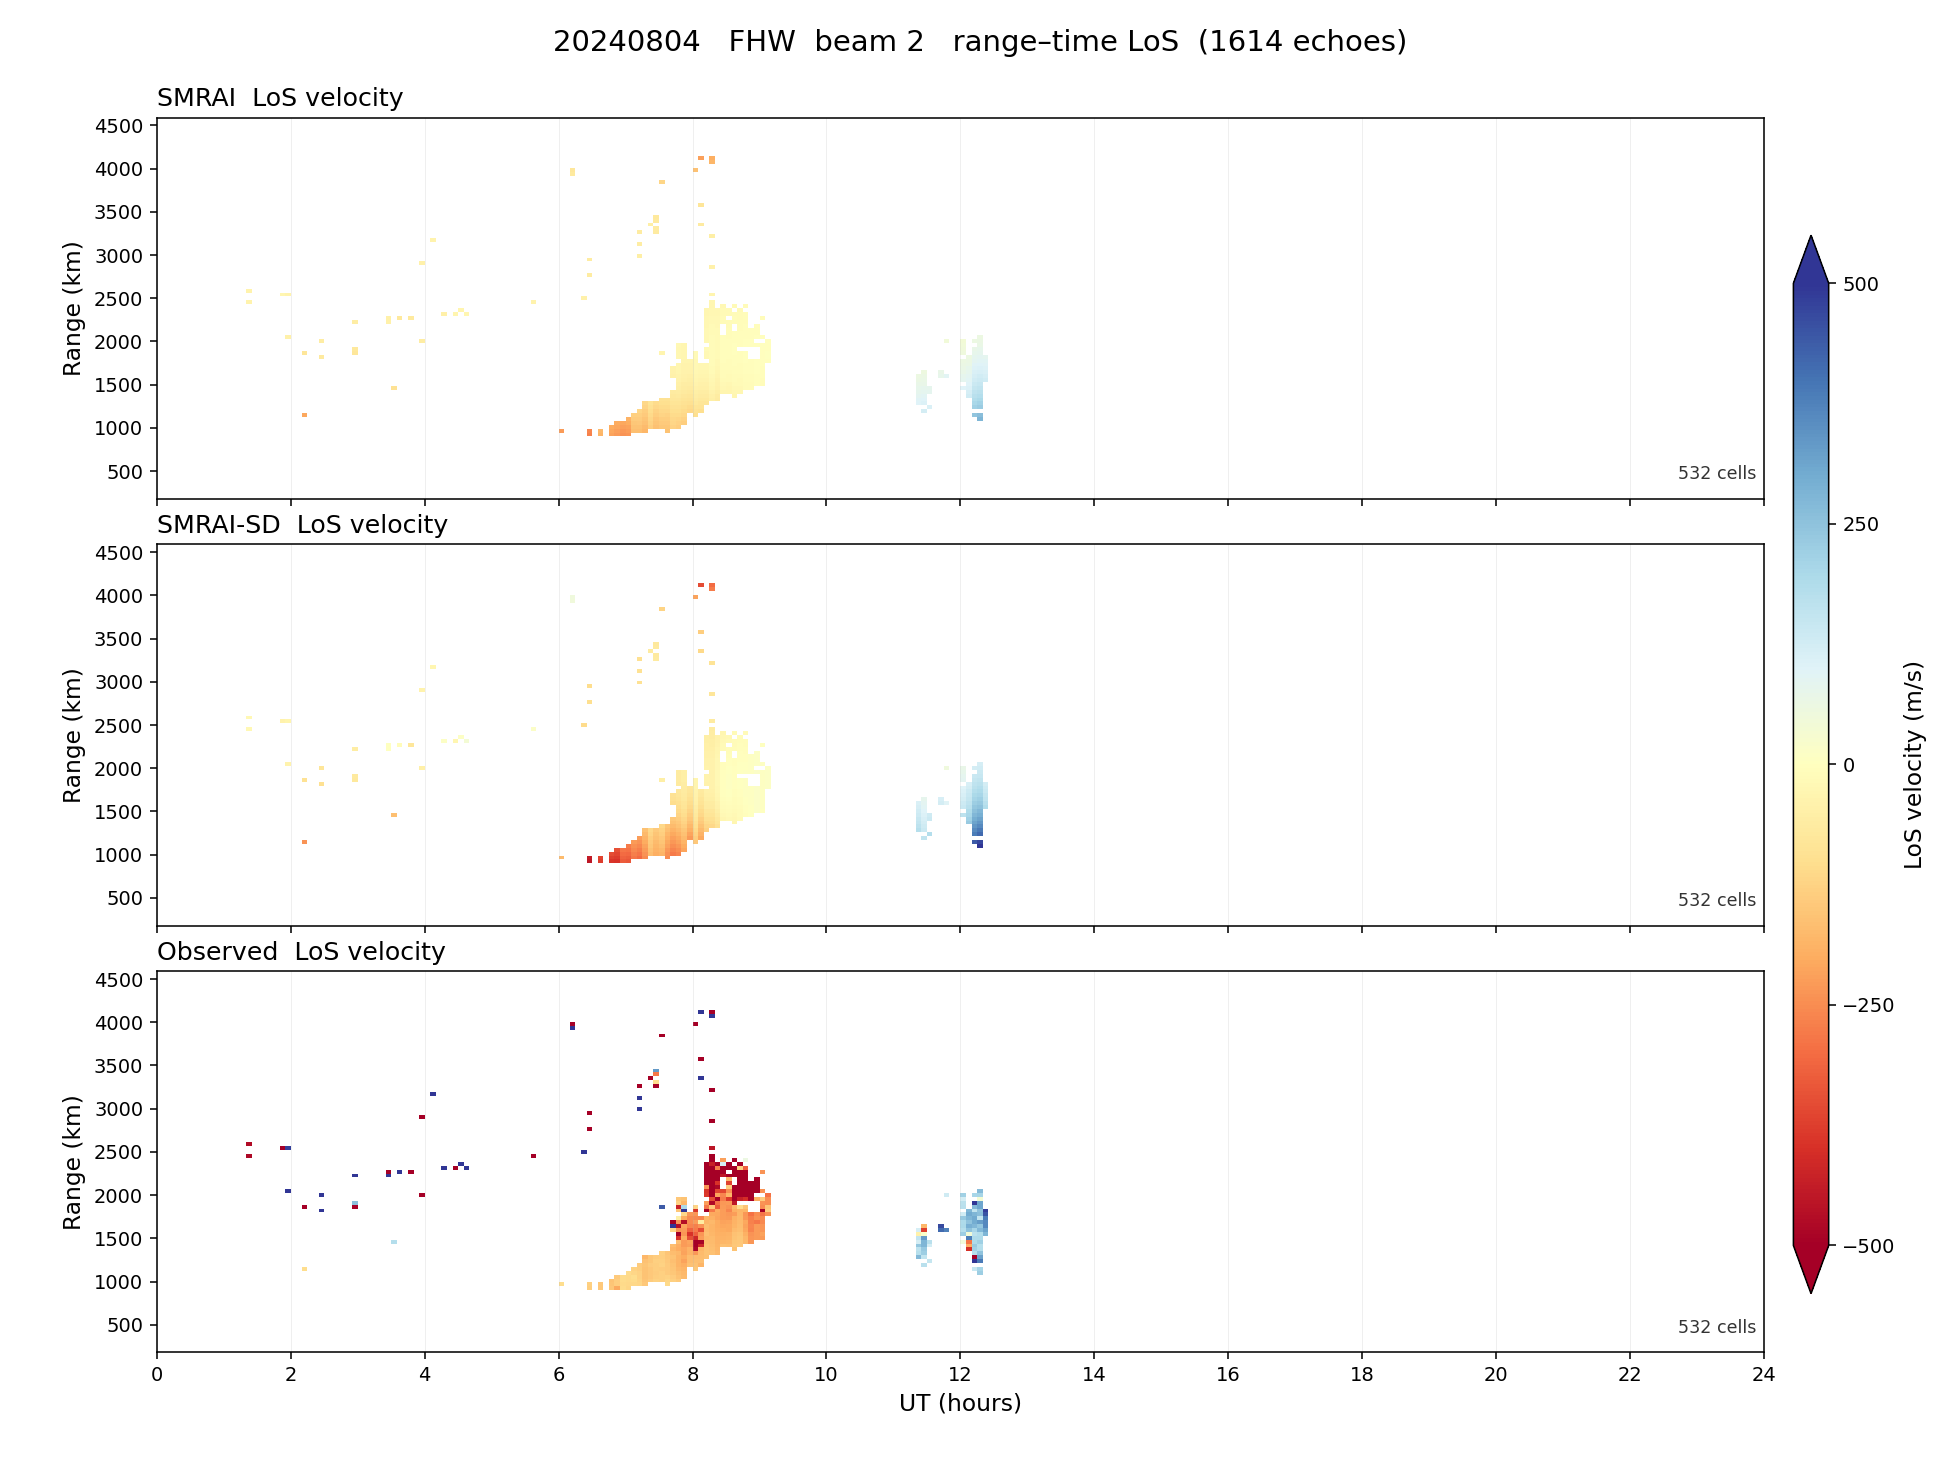 20240804   FHW  beam 2   range–time LoS  (1614 echoes)
SMRAI  LoS velocity
4500
4000
3500
3000
2500
2000
1500
1000
500
Range (km)
532 cells
SMRAI-SD  LoS velocity
4500
4000
3500
3000
2500
2000
1500
1000
500
Range (km)
532 cells
Observed  LoS velocity
4500
4000
3500
3000
2500
2000
1500
1000
500
Range (km)
532 cells
0 2 4 6 8 10 12 14 16 18 20 22 24
UT (hours)
500
250
0
−250
−500
LoS velocity (m/s)